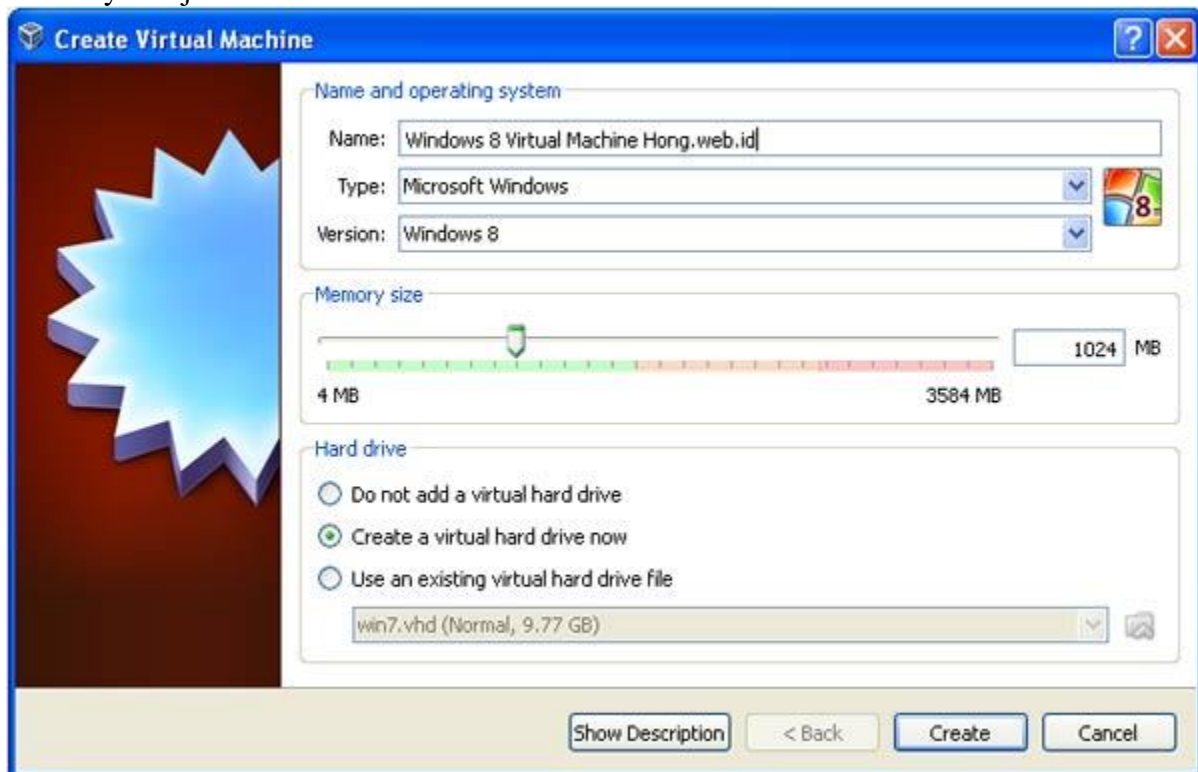 Create Virtual Machine
Name and operating system
Name: Windows 8 Virtual Machine Hong.web.id
Type: Microsoft Windows
8
Version: Windows 8
Memory size
1024 MB
4 MB 3584 MB
Hard drive
Do not add a virtual hard drive
Create a virtual hard drive now
Use an existing virtual hard drive file
win7.vhd (Normal, 9.77 GB)
Show Description < Back Create Cancel